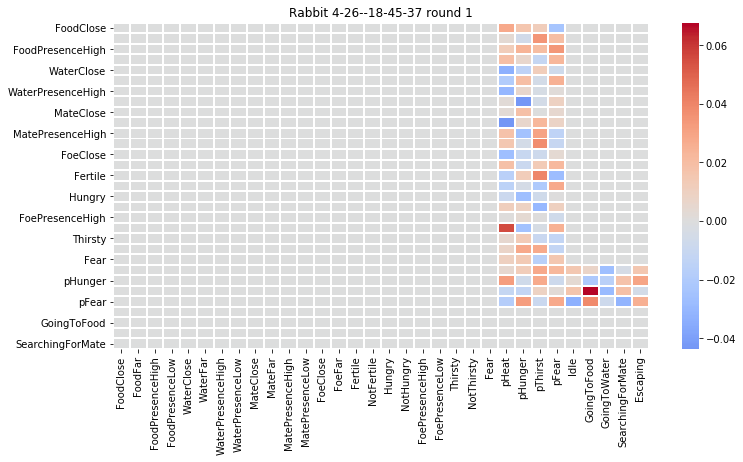 Rabbit 4-26--18-45-37 round 1
FoodClose
FoodPresenceHigh
WaterClose
WaterPresenceHigh
MateClose
MatePresenceHigh
FoeClose
Fertile
Hungry
FoePresenceHigh
Thirsty
Fear
pHunger
pFear
GoingToFood
SearchingForMate
FoodClose
FoodFar
FoodPresenceHigh
FoodPresenceLow
WaterClose
WaterFar
WaterPresenceHigh
WaterPresenceLow
MateClose
MateFar
MatePresenceHigh
MatePresenceLow
FoeClose
FoeFar
Fertile
NotFertile
Hungry
NotHungry
FoePresenceHigh
FoePresenceLow
Thirsty
NotThirsty
Fear
pHeat
pHunger
pThirst
pFear
Idle
GoingToFood
GoingToWater
SearchingForMate
Escaping
0.06
0.04
0.02
0.00
−0.02
−0.04